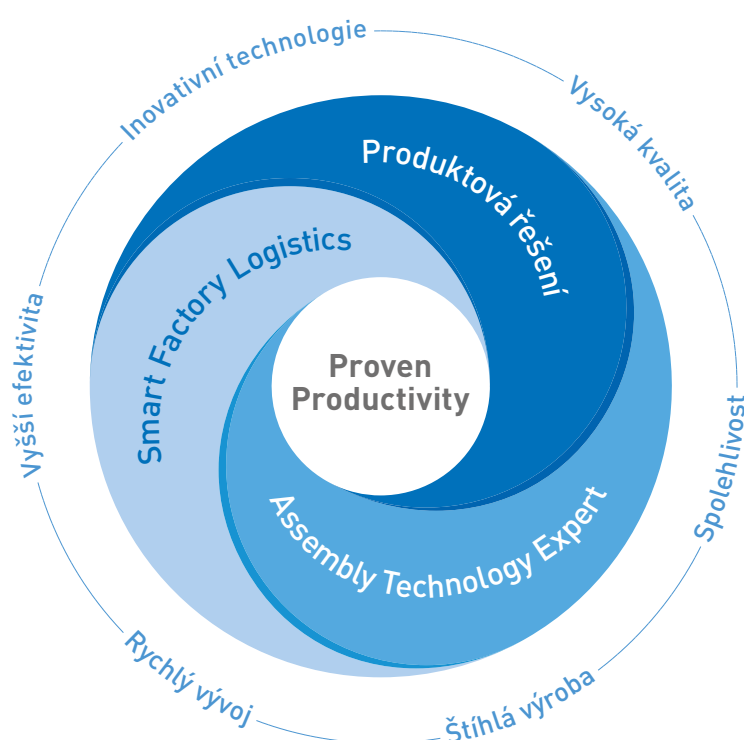 Inovativní technologie
Vysoká kvalita
Produktová řešení
Smart Factory Logistics
Vyšší efektivita
Proven
Productivity
Spolehlivost
Assembly Technology Expert
Rychlý vývoj
Štíhlá výroba